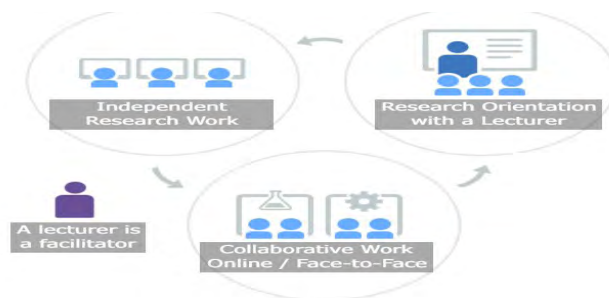 Independent
Research Work
Research Orientation
with a Lecturer
A lecturer is
a facilitator
Collaborative Work
Online / Face-to-Face